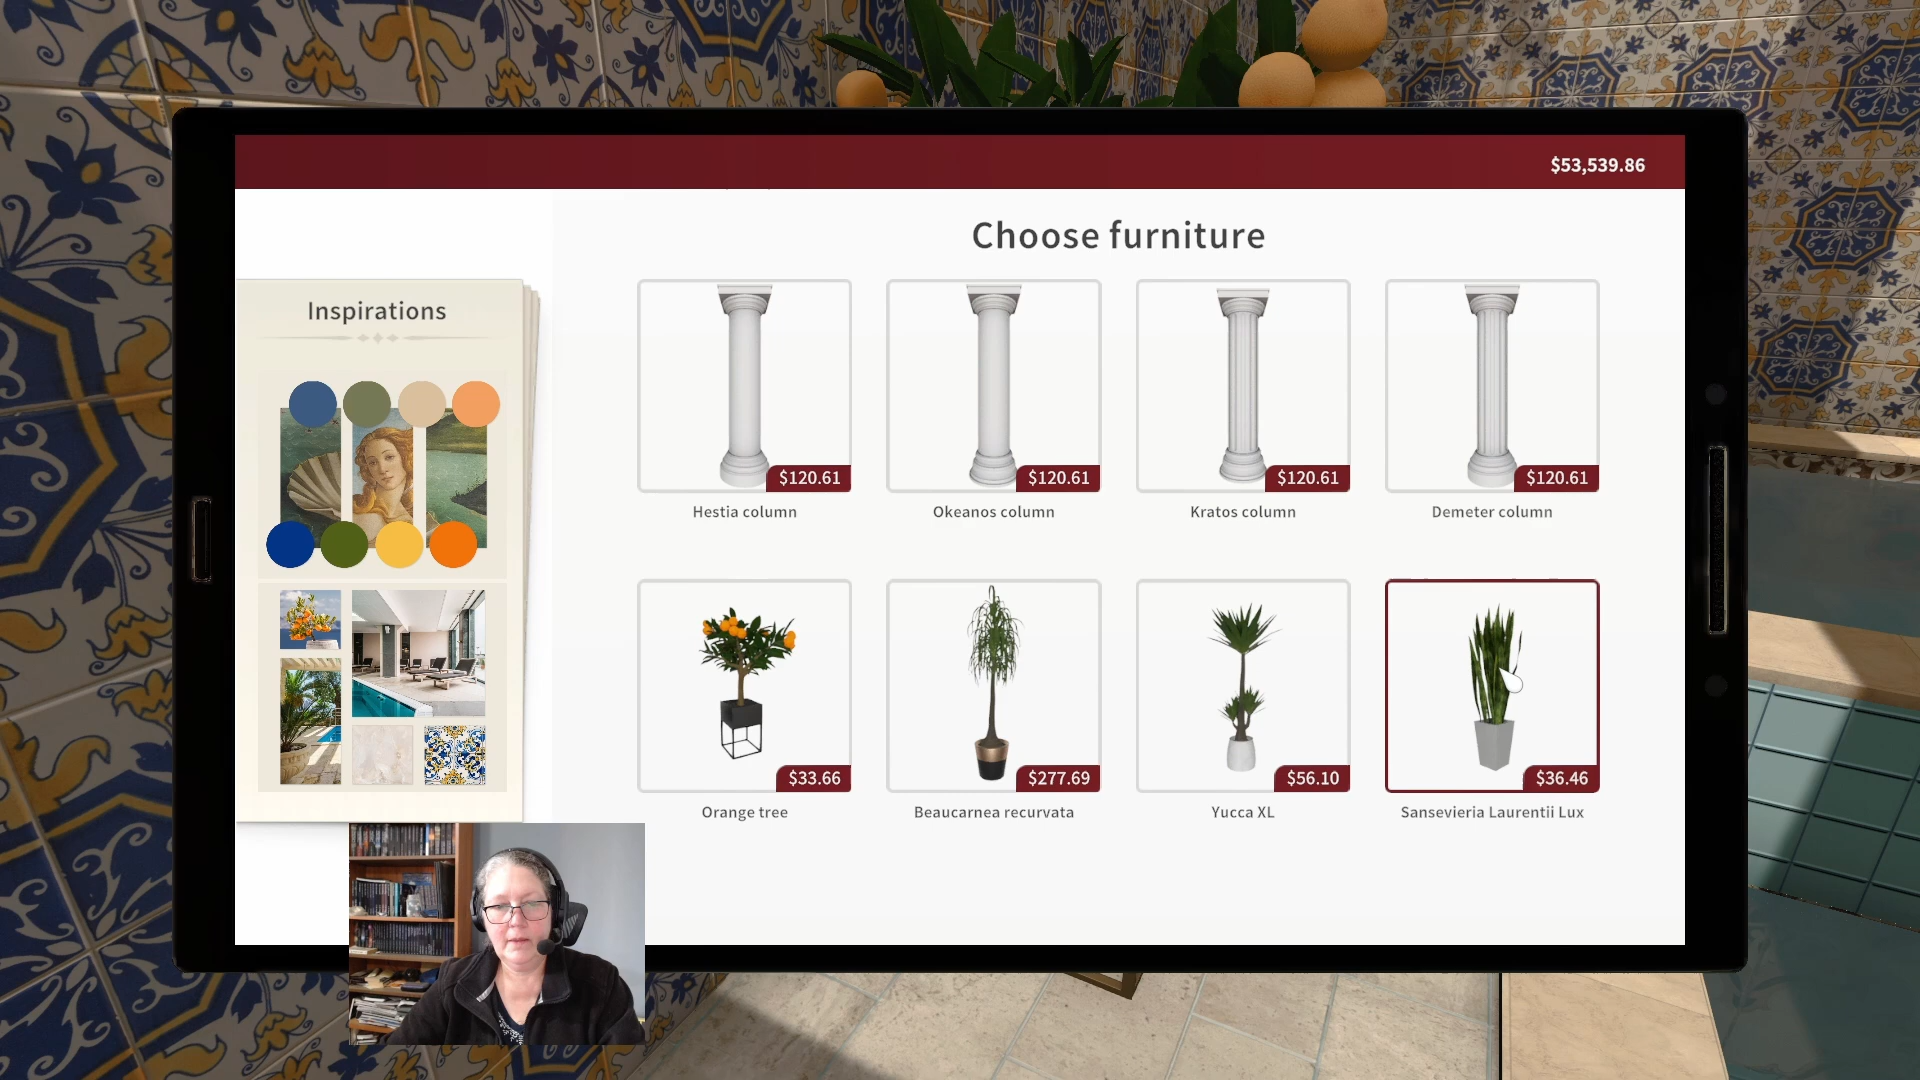 $53,539.86
Choose furniture
Inspirations
$120.61
$120.61
$120.61
$120.61
Hestia column
Okeanos column
Kratos column
Demeter column
$33.66
$277.69
$56.10
$36.46
Orange tree
Beaucarnea recurvata
Yucca XL
Sansevieria Laurentii Lux